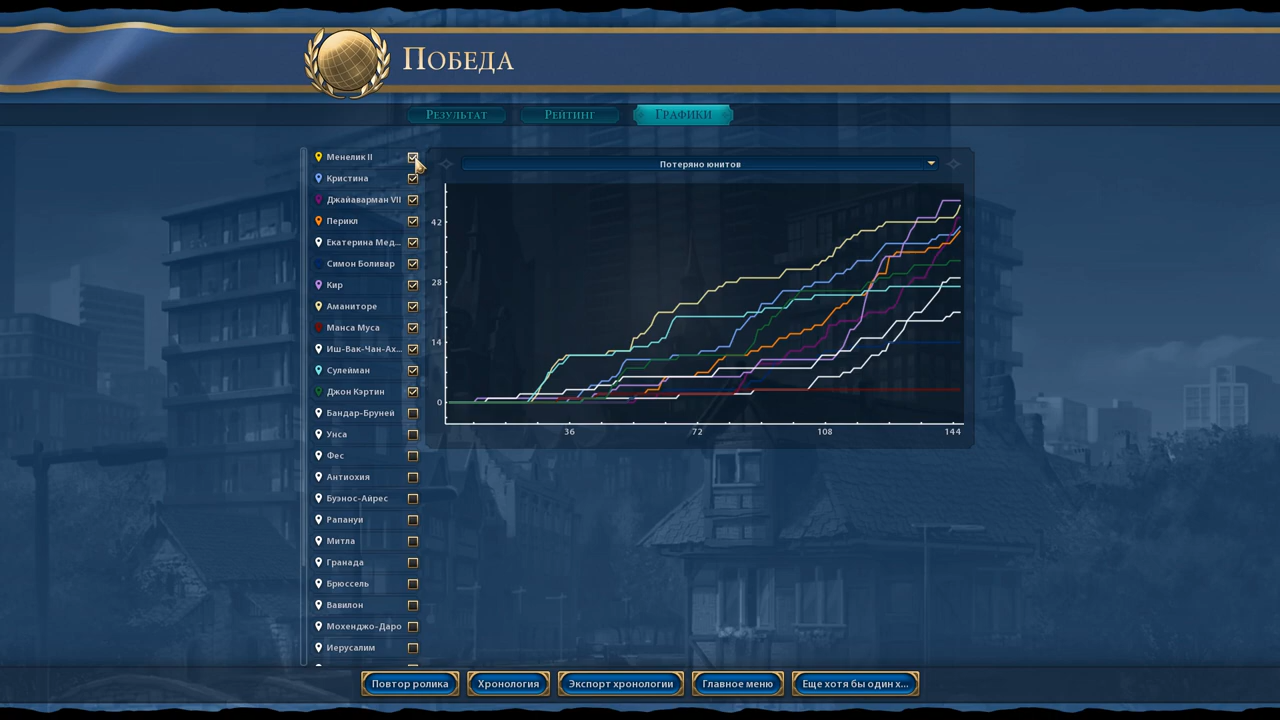 Победа
Результат
Рейтинг
Графики
Менелик II
Кристина
Джайаварман VII
Перикл
Екатерина Мед...
Симон Боливар
Кир
Аманиторе
Манса Муса
Иш-Вак-Чан-Ах...
Сулейман
Джон Кэртин
Бандар-Бруней
Унса
Фес
Антиохия
Буэнос-Айрес
Рапануи
Митла
Гранада
Брюссель
Вавилон
Мохенджо-Даро
Иерусалим
Потеряно юнитов
42
28
14
0
36
72
108
144
Повтор ролика
Хронология
Экспорт хронологии
Главное меню
Еще хотя бы один х...